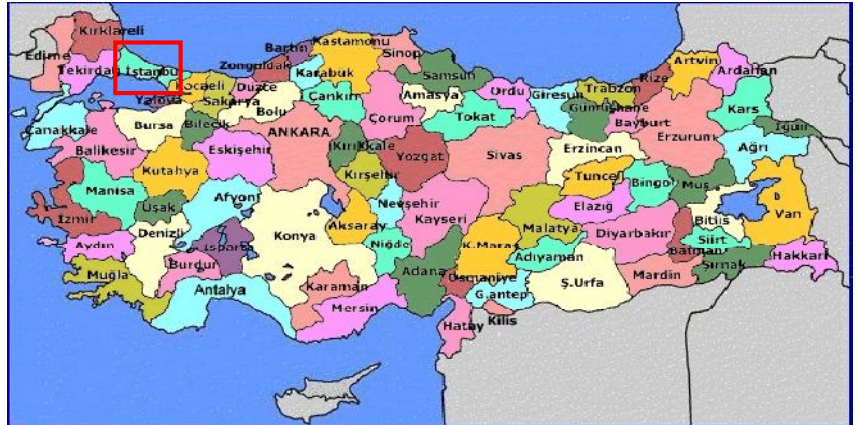 Kırklareli
Edirne
Tekirdağ
İstanbul
Kocaeli
Yalova
Sakarya
Düzce
Bolu
Zonguldak
Bartın
Karabük
Kastamonu
Sinop
Çankırı
Samsun
Amasya
Çorum
Tokat
Ordu
Giresun
Trabzon
Gümüşhane
Rize
Bayburt
Artvin
Ardahan
Kars
Erzurum
Iğdır
Ağrı
Çanakkale
Balıkesir
Bursa
Bilecik
Eskişehir
ANKARA
Kırıkkale
Yozgat
Sivas
Erzincan
Kutahya
Kırşehir
Tunceli
Bingöl
Muş
Manisa
Uşak
Afyon
Nevşehir
Kayseri
Malatya
Elazığ
Diyarbakır
Bitlis
Van
İzmir
Denizli
Isparta
Konya
Aksaray
Niğde
K.Maraş
Adıyaman
Batman
Siirt
Şırnak
Hakkari
Aydın
Muğla
Burdur
Antalya
Karaman
Mersin
Adana
Osmaniye
G.antep
Ş.Urfa
Mardin
Hatay
Kilis